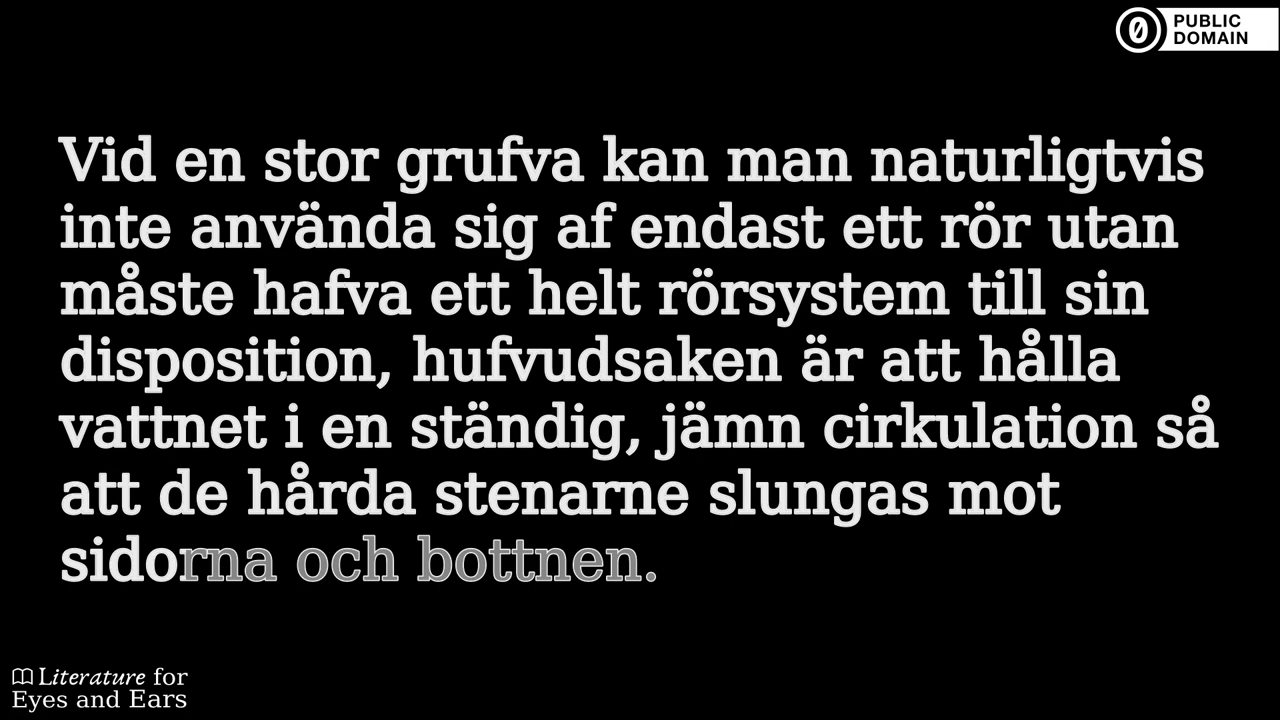 PUBLIC
DOMAIN
Vid en stor grufva kan man naturligtvis
inte använda sig af endast ett rör utan
måste hafva ett helt rörsystem till sin
disposition, hufvudsaken är att hålla
vattnet i en ständig, jämn cirkulation så
att de hårda stenarne slungas mot
sidorna och bottnen.
Literature for
Eyes and Ears